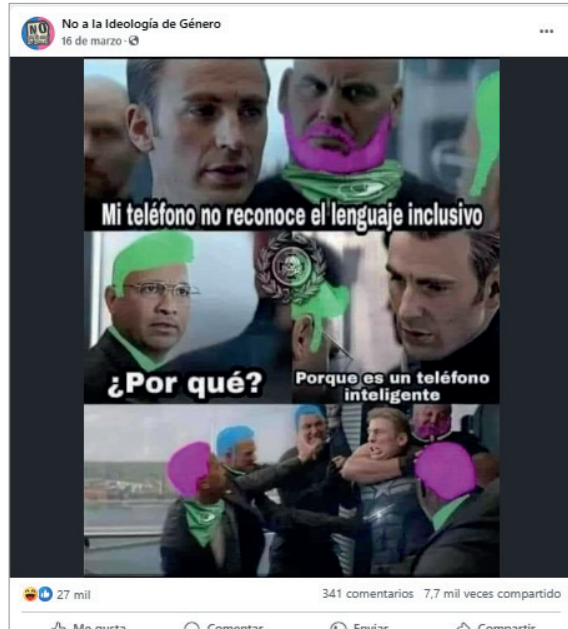 No a la Ideología de Género
16 de marzo
Mi teléfono no reconoce el lenguaje inclusivo
¿Por qué?
Porque es un teléfono
inteligente
27 mil
341 comentarios 7,7 mil veces compartido
Me gusta Comentar Enviar Compartir